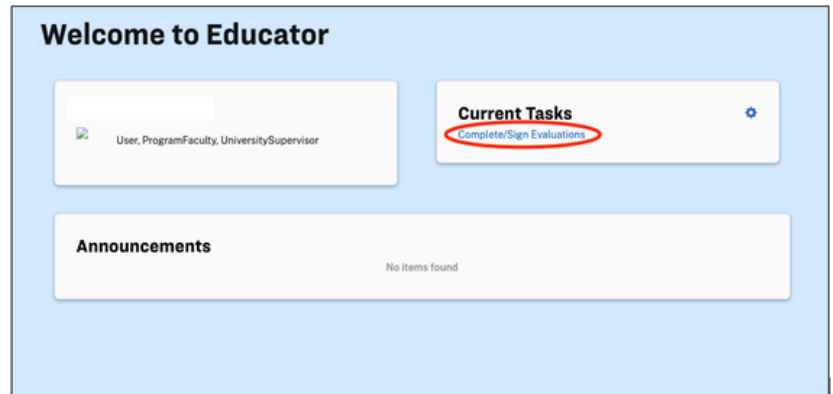 Welcome to Educator
User, ProgramFaculty, UniversitySupervisor
Current Tasks
Complete/Sign Evaluations
Announcements
No items found